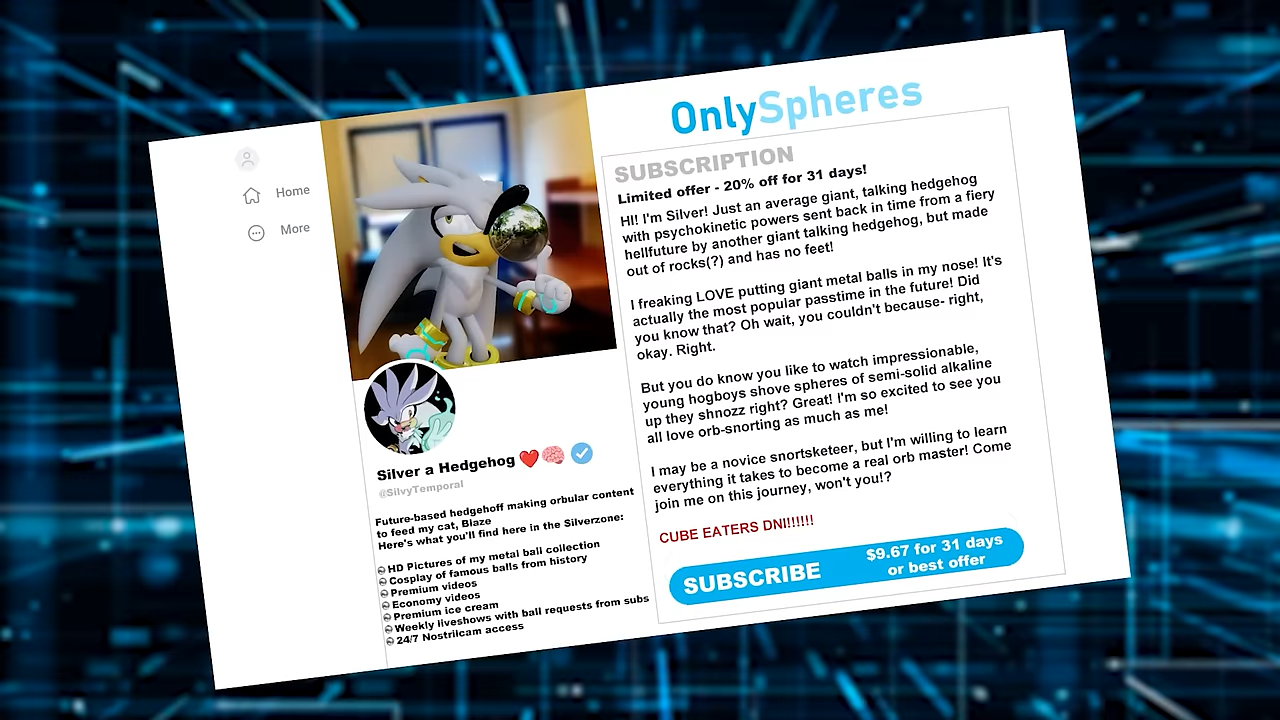 Home
More
Silver a Hedgehog ❤️🧠
@SilvyTemporal
Future-based hedgehoff making orbular content
to feed my cat, Blaze
Here's what you'll find here in the Silverzone:
HD Pictures of my metal ball collection
Cosplay of famous balls from history
Premium videos
Economy videos
Premium ice cream
Weekly liveshows with ball requests from subs
24/7 Nostrilcam access
OnlySpheres
SUBSCRIPTION
Limited offer - 20% off for 31 days!
HI! I'm Silver! Just an average giant, talking hedgehog
with psychokinetic powers sent back in time from a fiery
hellfuture by another giant talking hedgehog, but made
out of rocks(?) and has no feet!
I freaking LOVE putting giant metal balls in my nose! It's
actually the most popular passtime in the future! Did
you know that? Oh wait, you couldn't because- right,
okay. Right.
But you do know you like to watch impressionable,
young hogboys shove spheres of semi-solid alkaline
up they shnozz right? Great! I'm so excited to see you
all love orb-snorting as much as me!
I may be a novice snortsketeer, but I'm willing to learn
everything it takes to become a real orb master! Come
join me on this journey, won't you!?
CUBE EATERS DNI!!!!!!
SUBSCRIBE
$9.67 for 31 days
or best offer